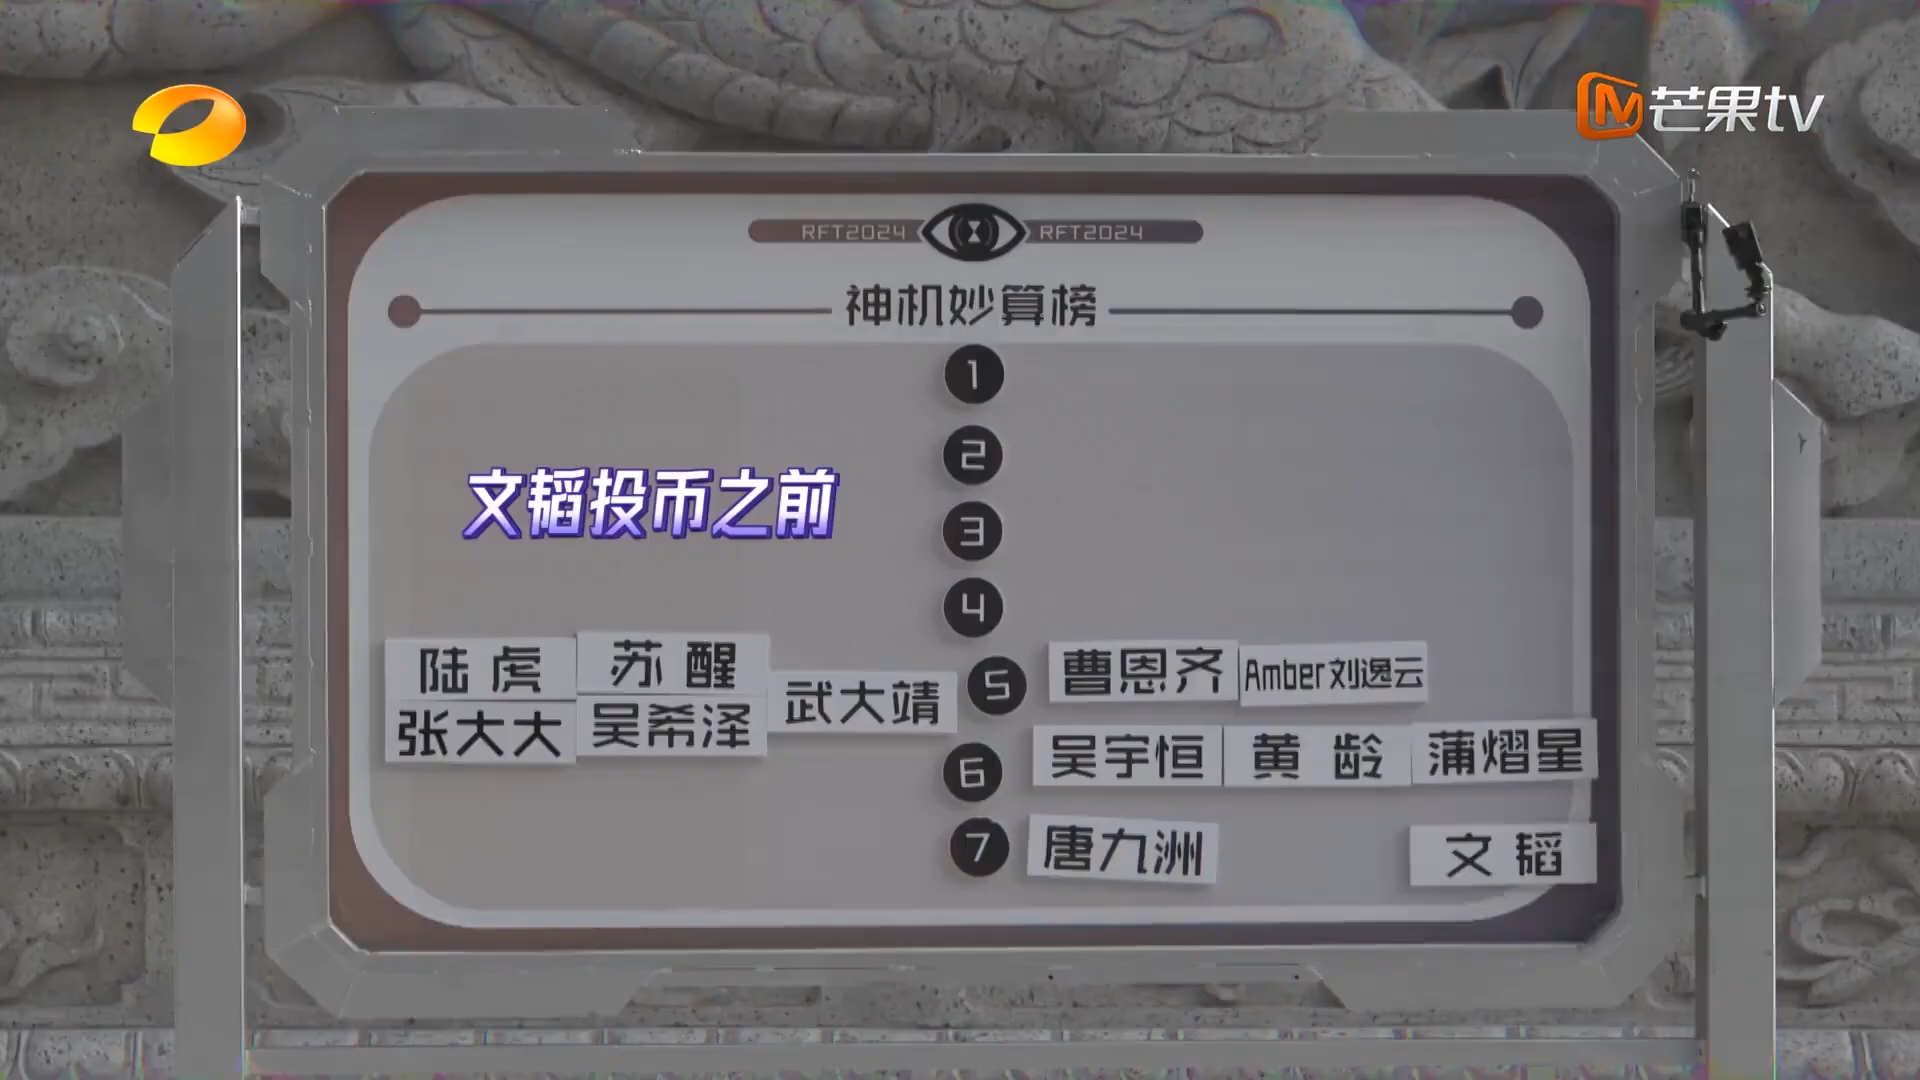 芒果tv
RFT2024 RFT2024
神机妙算榜
1
2
3
文韬投币之前
4
陆虎 苏醒
张大大 吴希泽
武大靖
5
曹恩齐 Amber刘逸云
6
吴宇恒 黄龄 蒲熠星
7
唐九洲 文韬